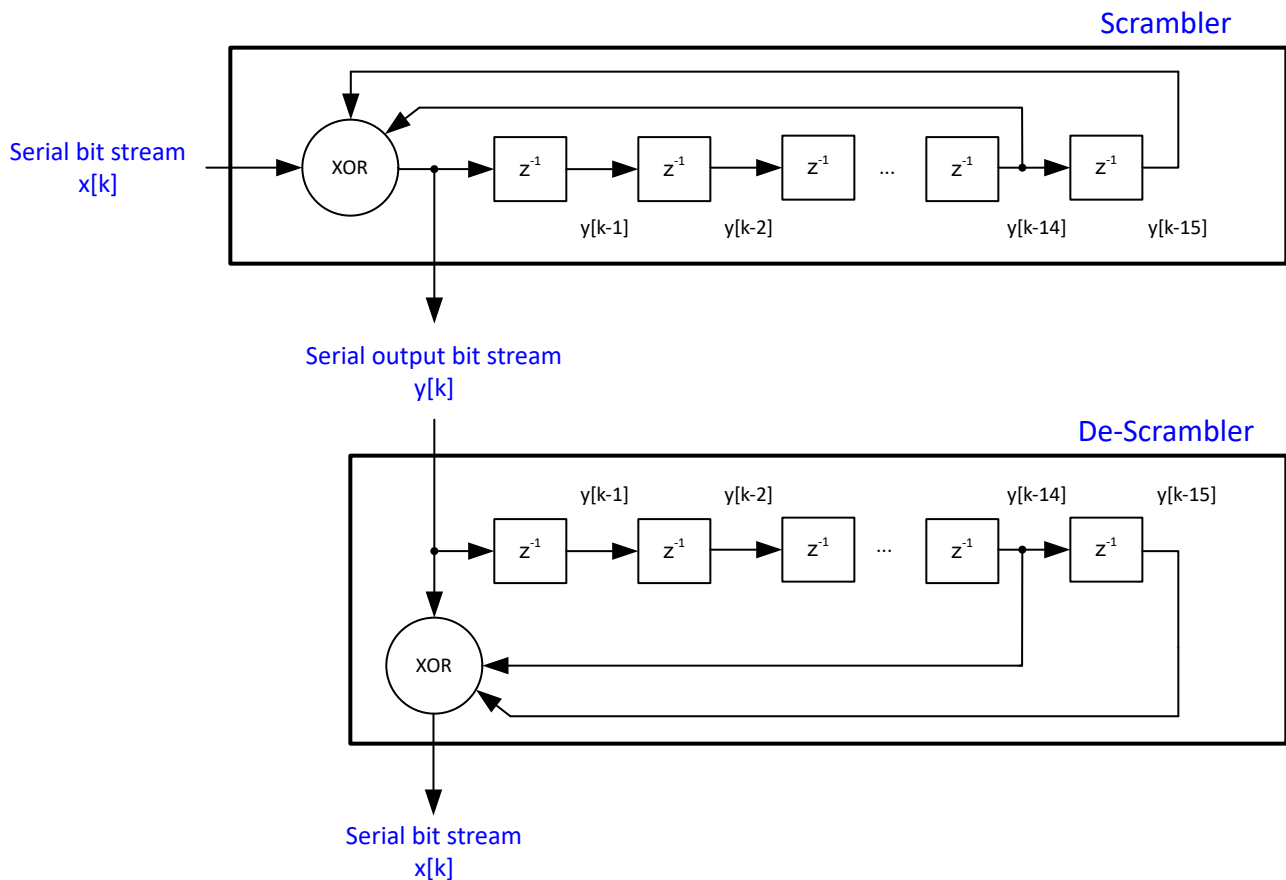 Scrambler
Serial bit stream
x[k]
XOR
z⁻¹
z⁻¹
z⁻¹
...
z⁻¹
z⁻¹
y[k-1]
y[k-2]
y[k-14]
y[k-15]
Serial output bit stream
y[k]
De-Scrambler
y[k-1]
y[k-2]
y[k-14]
y[k-15]
z⁻¹
z⁻¹
z⁻¹
...
z⁻¹
z⁻¹
XOR
Serial bit stream
x[k]